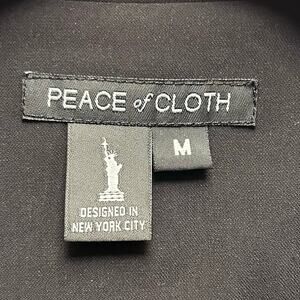 PEACE of CLOTH
M
DESIGNED IN
NEW YORK CITY